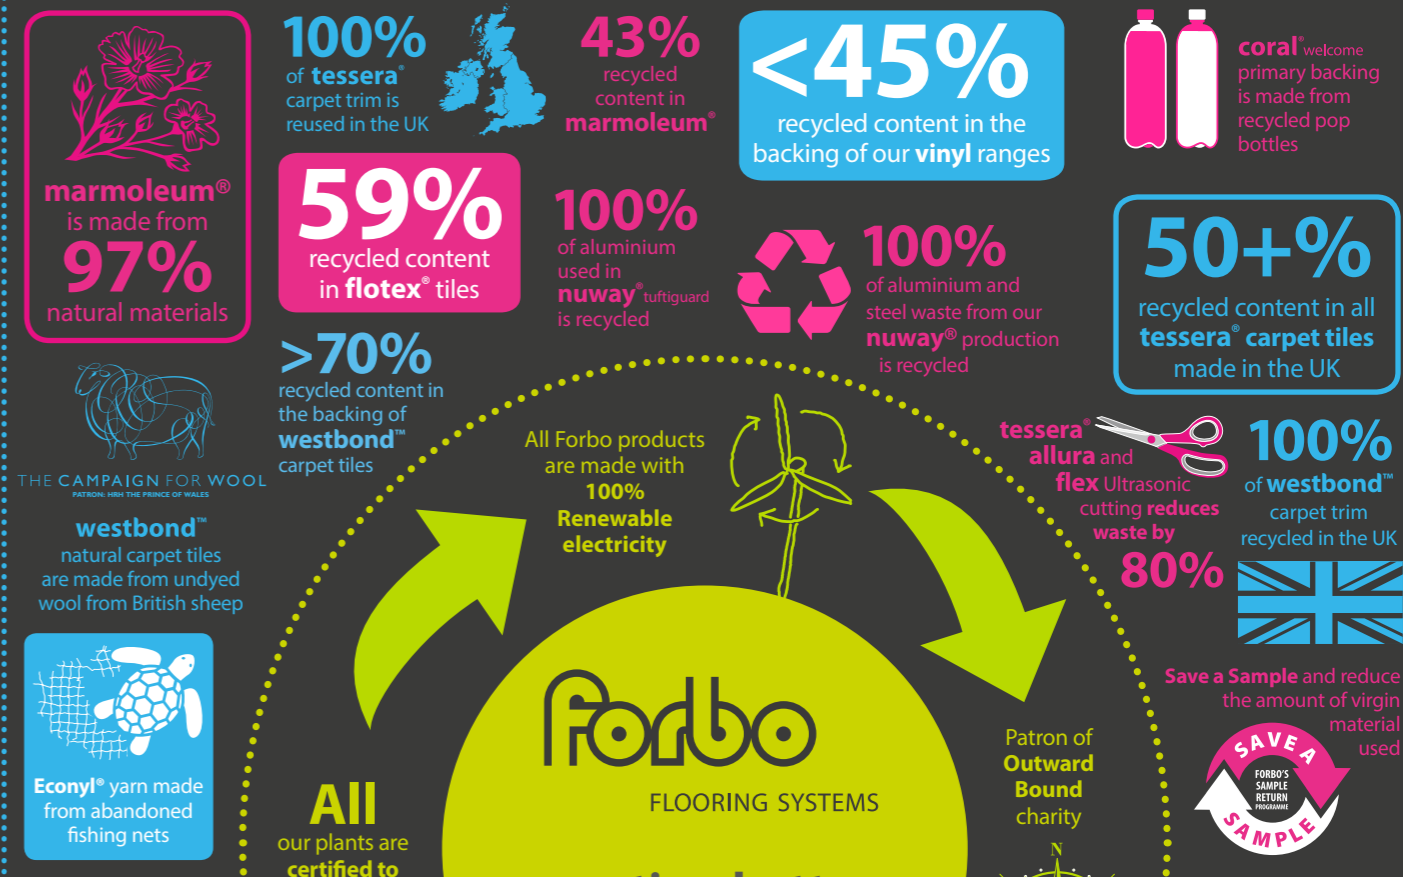 marmoleum®
is made from
97%
natural materials
100%
of tessera®
carpet trim is
reused in the UK
43%
recycled
content in
marmoleum®
<45%
recycled content in the
backing of our vinyl ranges
coral® welcome
primary backing
is made from
recycled pop
bottles
59%
recycled content
in flotex® tiles
100%
of aluminium
used in
nuway® tuftiguard
is recycled
100%
of aluminium and
steel waste from our
nuway® production
is recycled
50+%
recycled content in all
tessera® carpet tiles
made in the UK
>70%
recycled content in
the backing of
westbond™
carpet tiles
THE CAMPAIGN FOR WOOL
PATRON: HRH THE PRINCE OF WALES
westbond™
natural carpet tiles
are made from undyed
wool from British sheep
All Forbo products
are made with
100%
Renewable
electricity
tessera®
allura and
flex Ultrasonic
cutting reduces
waste by
80%
100%
of westbond™
carpet trim
recycled in the UK
Econyl® yarn made
from abandoned
fishing nets
All
our plants are
certified to
forbo
FLOORING SYSTEMS
Patron of
Outward
Bound
charity
N
Save a Sample and reduce
the amount of virgin
material
used
SAVE A
FORBO'S
SAMPLE
RETURN
PROGRAMME
SAMPLE